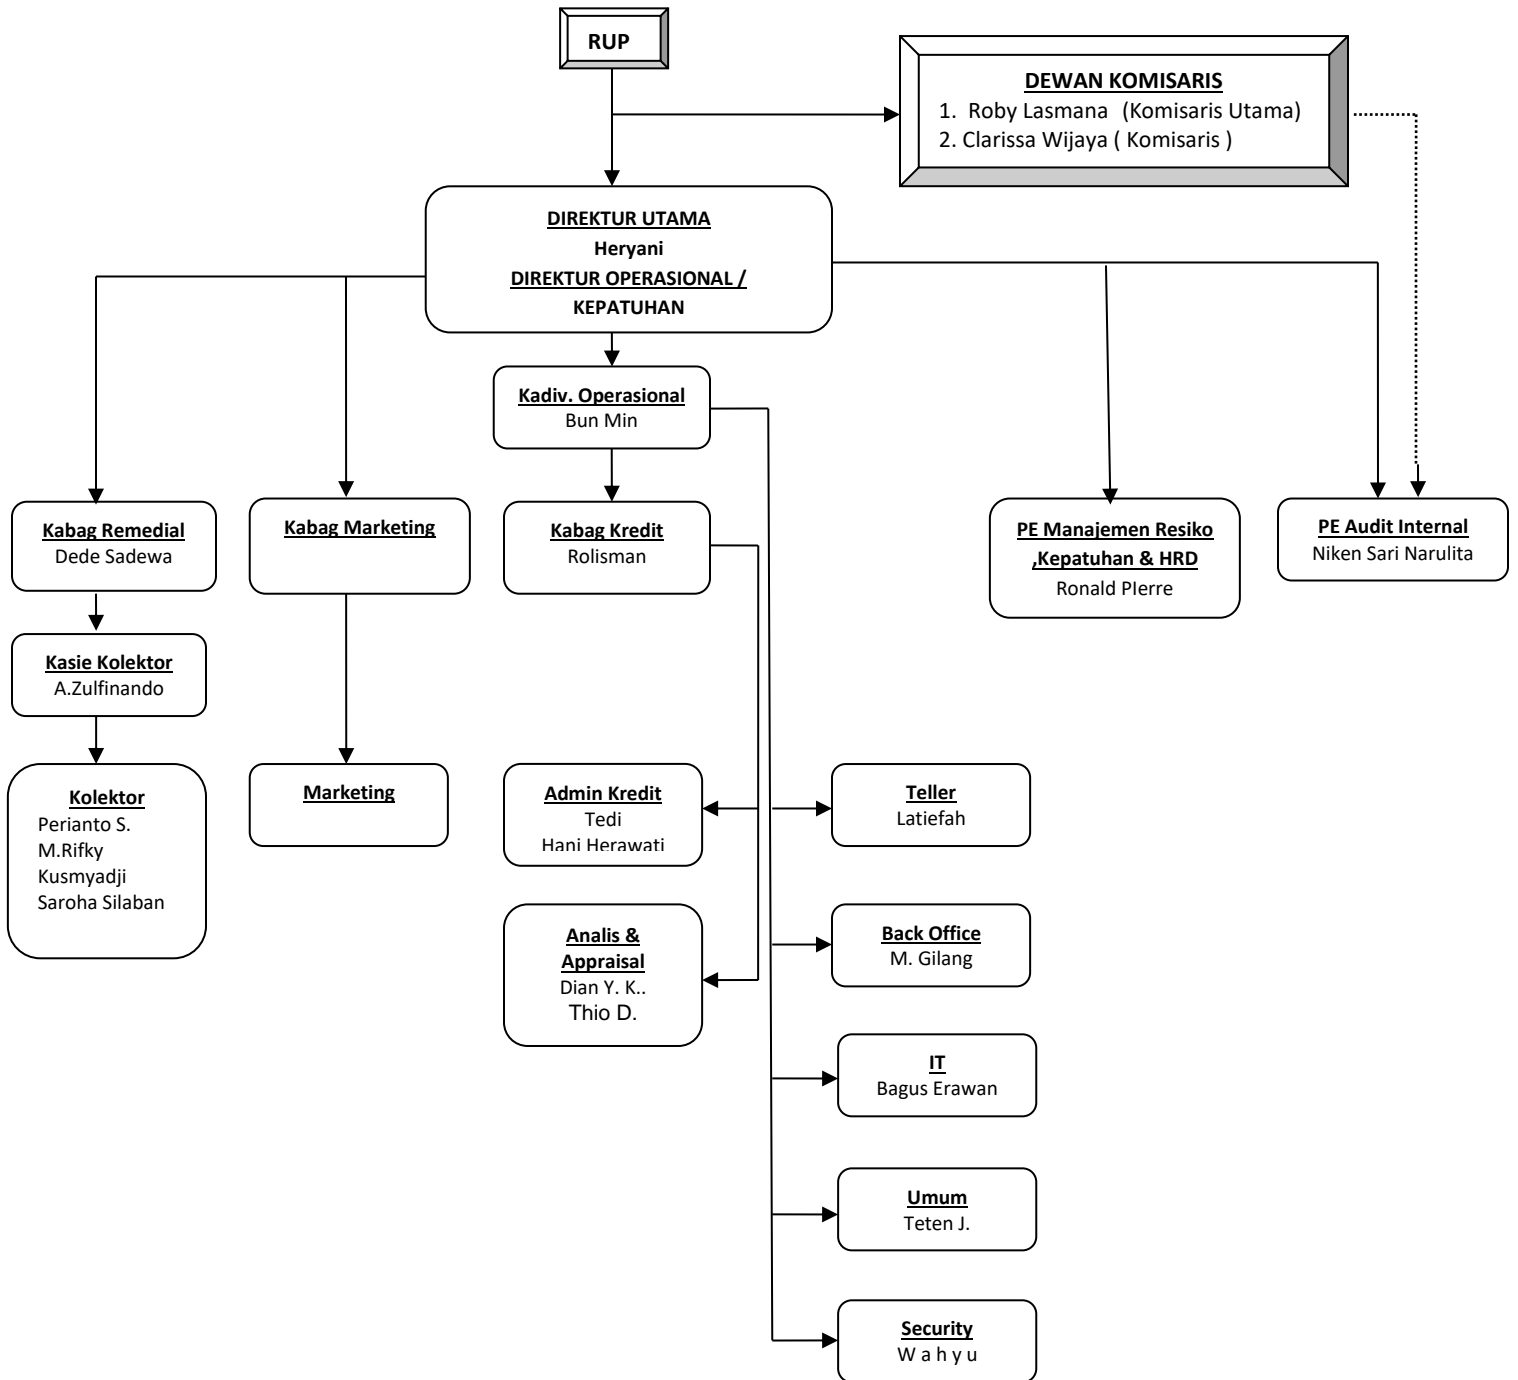 RUP
DEWAN KOMISARIS
1. Roby Lasmana (Komisaris Utama)
2. Clarissa Wijaya ( Komisaris )
DIREKTUR UTAMA
Heryani
DIREKTUR OPERASIONAL /
KEPATUHAN
Kadiv. Operasional
Bun Min
Kabag Remedial
Dede Sadewa
Kabag Marketing
Kabag Kredit
Rolisman
PE Manajemen Resiko
,Kepatuhan & HRD
Ronald PIerre
PE Audit Internal
Niken Sari Narulita
Kasie Kolektor
A.Zulfinando
Kolektor
Perianto S.
M.Rifky
Kusmyadji
Saroha Silaban
Marketing
Admin Kredit
Tedi
Hani Herawati
Teller
Latiefah
Analis &
Appraisal
Dian Y. K..
Thio D.
Back Office
M. Gilang
IT
Bagus Erawan
Umum
Teten J.
Security
W a h y u